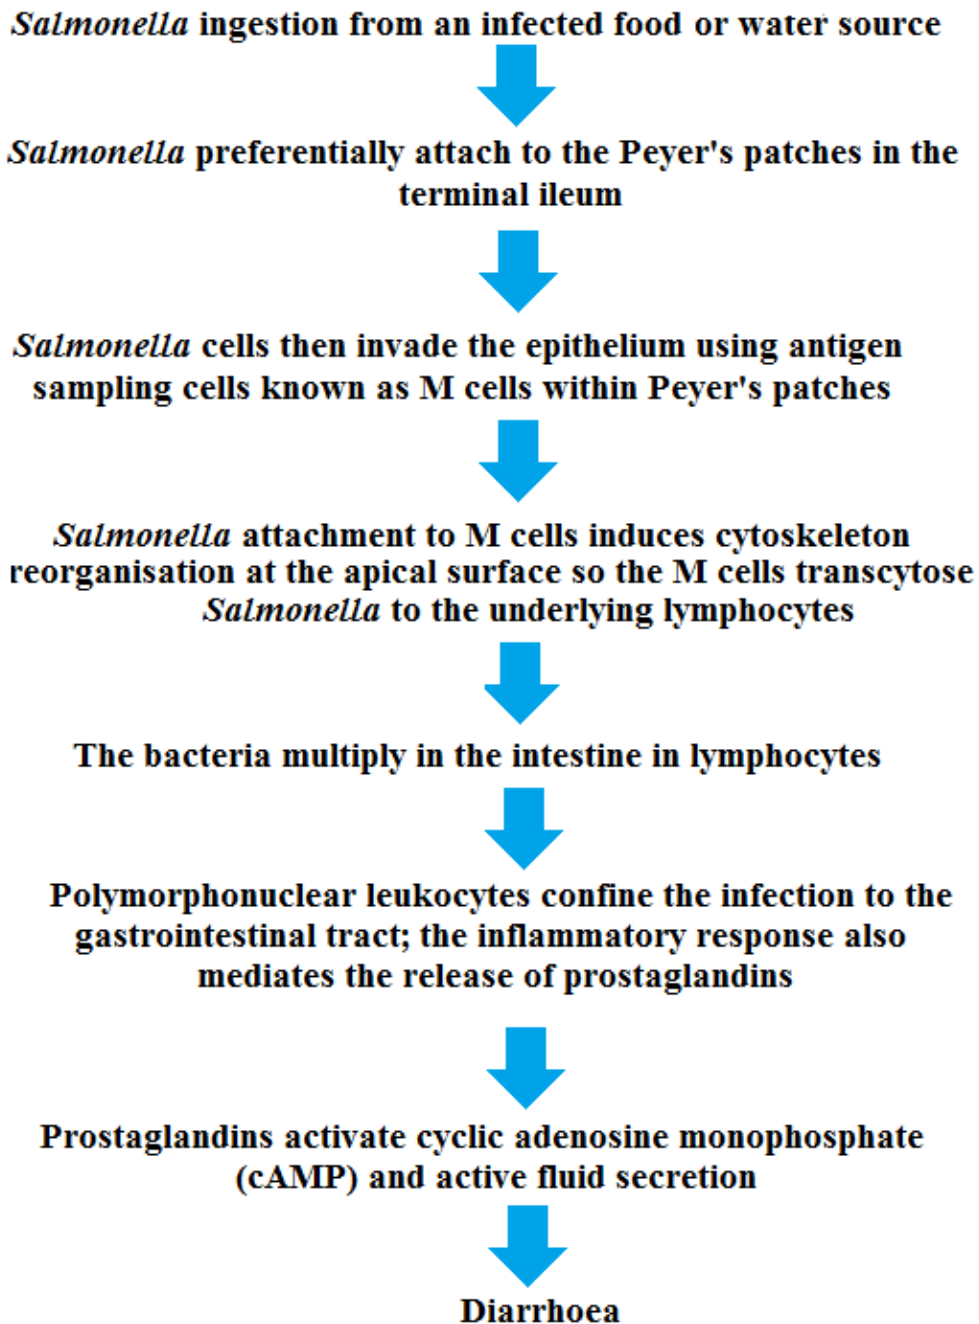 Salmonella ingestion from an infected food or water source
Salmonella preferentially attach to the Peyer's patches in the
terminal ileum
Salmonella cells then invade the epithelium using antigen
sampling cells known as M cells within Peyer's patches
Salmonella attachment to M cells induces cytoskeleton
reorganisation at the apical surface so the M cells transcytose
Salmonella to the underlying lymphocytes
The bacteria multiply in the intestine in lymphocytes
Polymorphonuclear leukocytes confine the infection to the
gastrointestinal tract; the inflammatory response also
mediates the release of prostaglandins
Prostaglandins activate cyclic adenosine monophosphate
(cAMP) and active fluid secretion
Diarrhoea